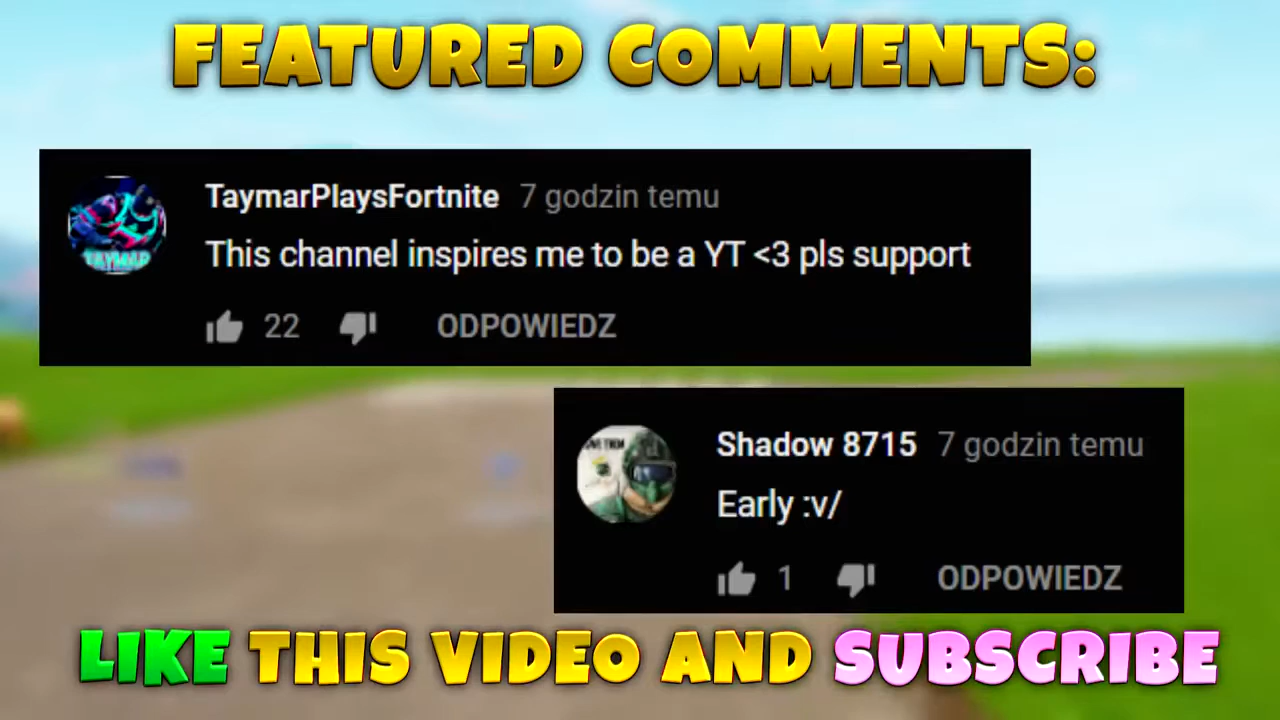 FEATURED COMMENTS:
TaymarPlaysFortnite 7 godzin temu
This channel inspires me to be a YT <3 pls support
22 ODPOWIEDZ
TAYMAR
Shadow 8715 7 godzin temu
Early :v/
1 ODPOWIEDZ
LIKE THIS VIDEO AND SUBSCRIBE